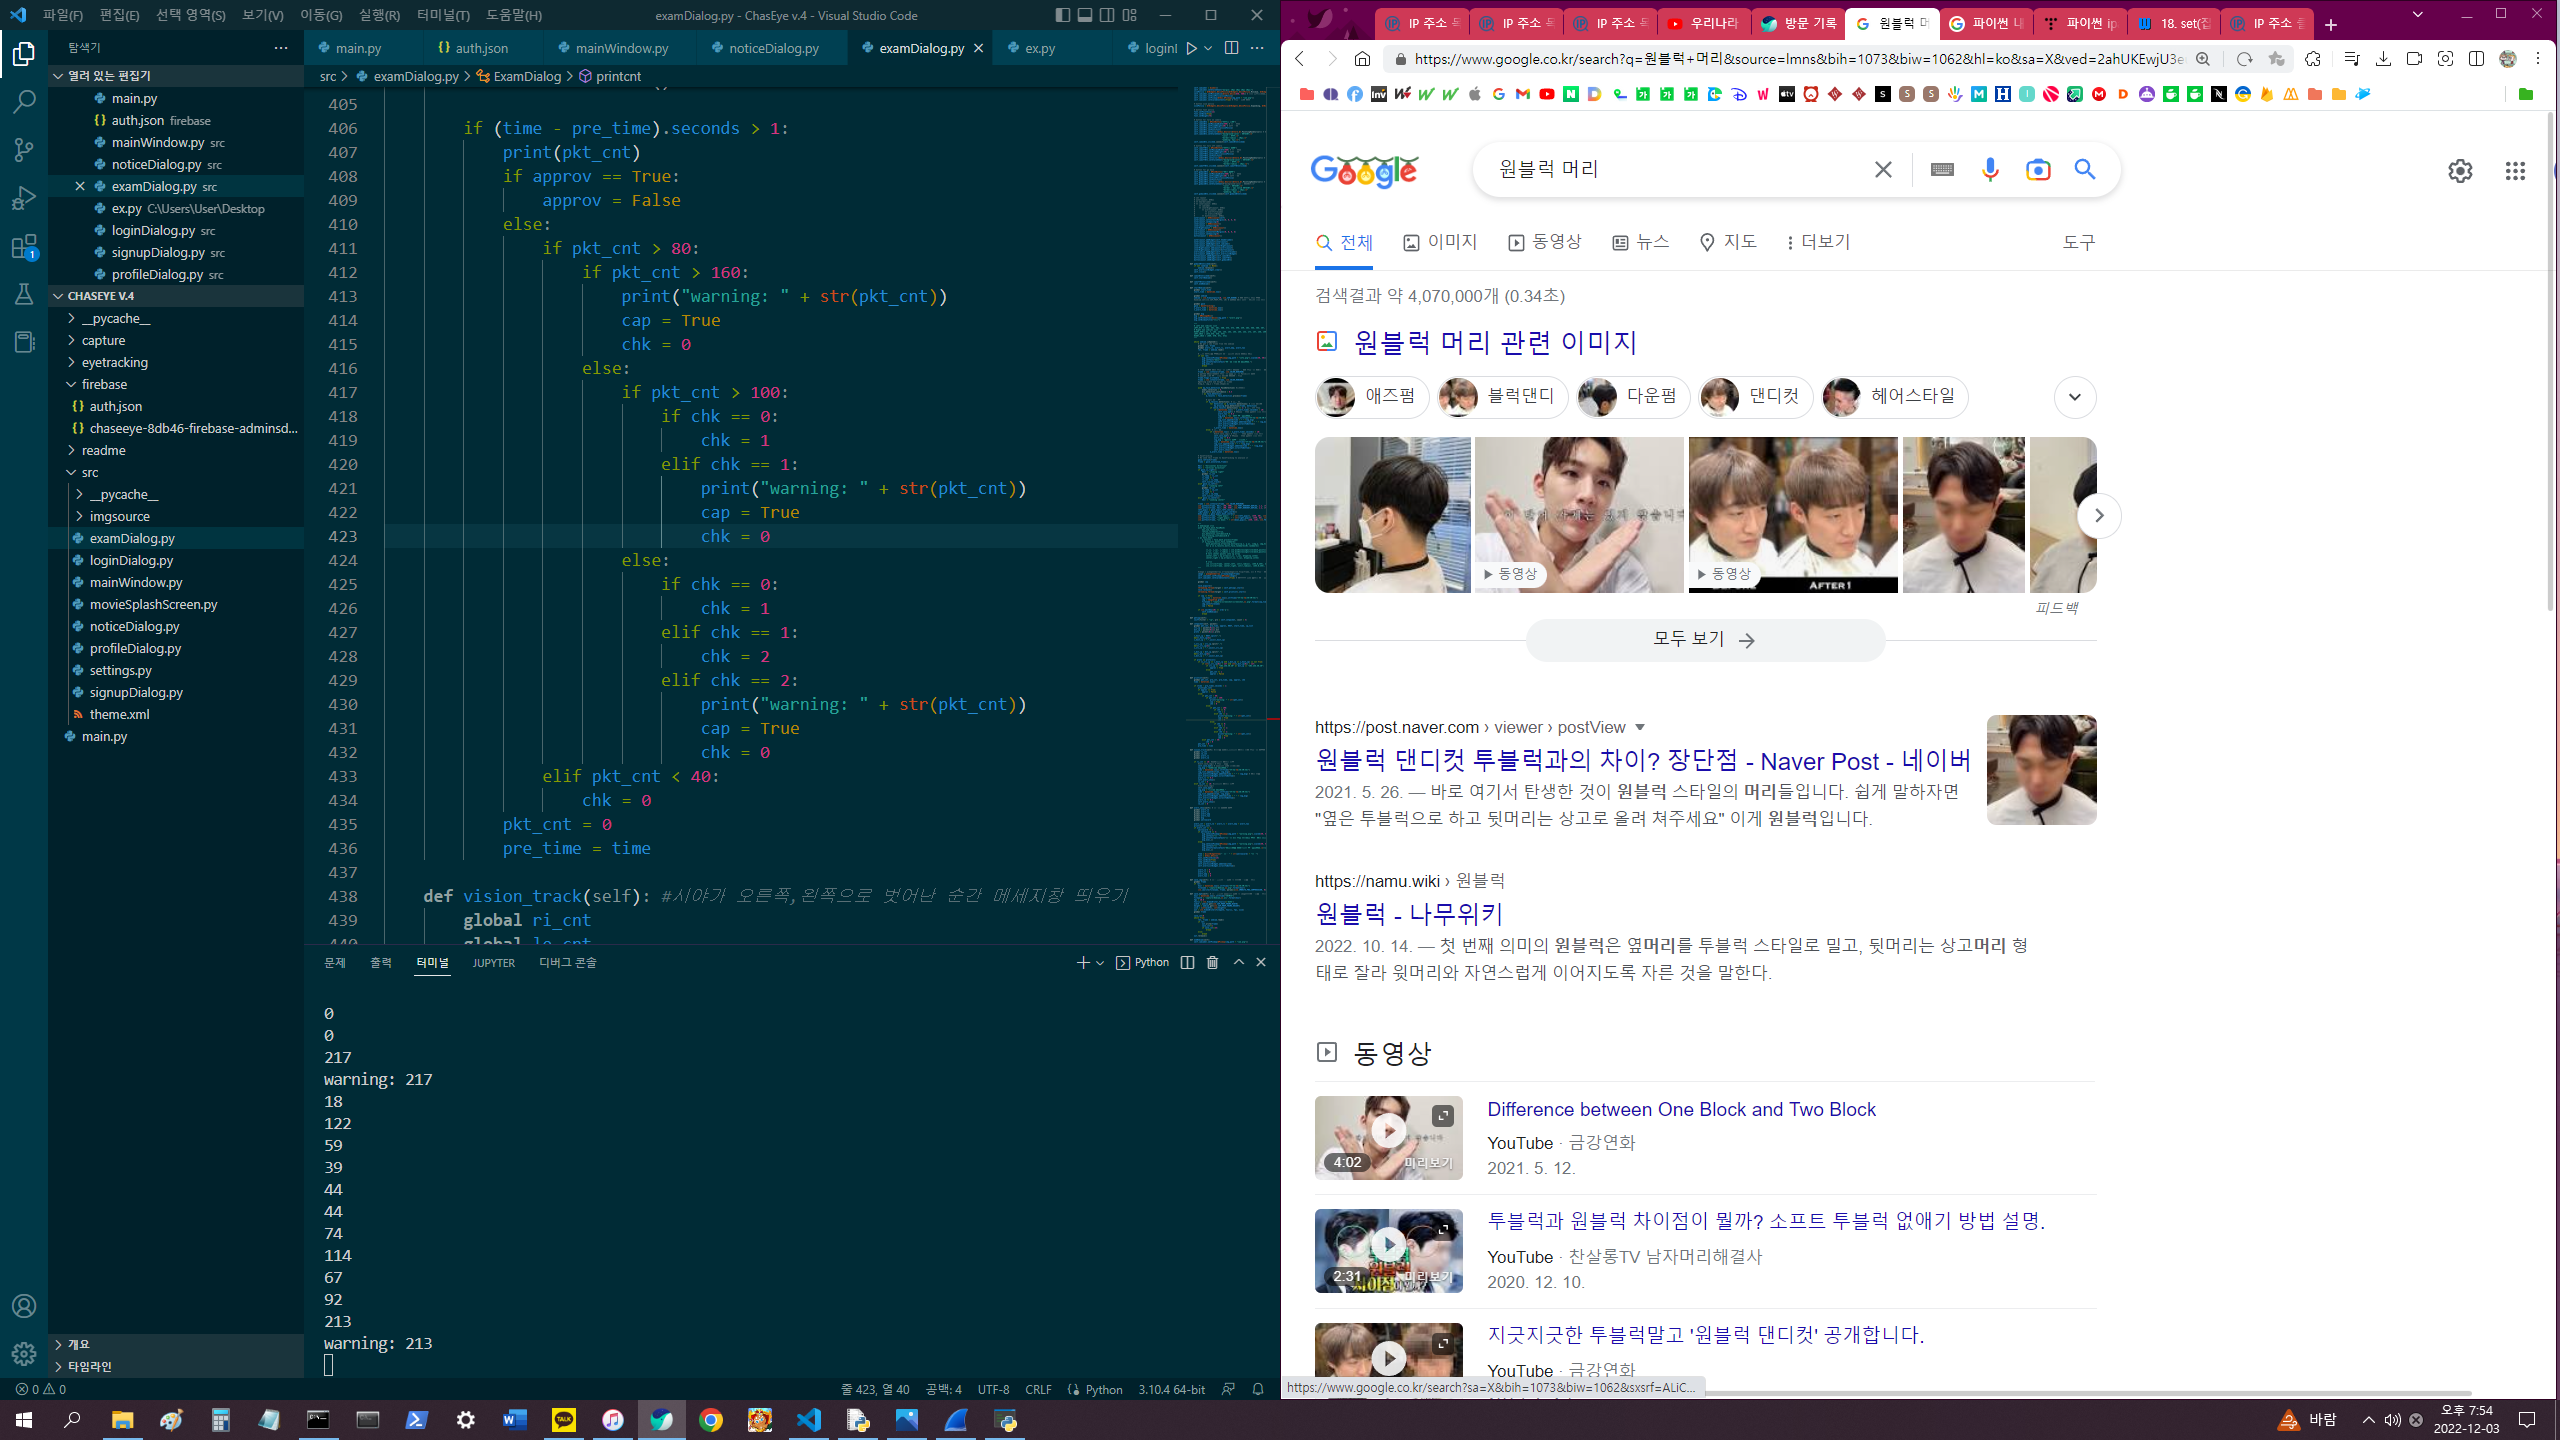 파일(F) 편집(E) 선택 영역(S) 보기(V) 이동(G) 실행(R) 터미널(T) 도움말(H)
examDialog.py - ChasEye v.4 - Visual Studio Code
탐색기
열려 있는 편집기
main.py
auth.json firebase
mainWindow.py src
noticeDialog.py src
examDialog.py src
ex.py C:\Users\User\Desktop
loginDialog.py src
signupDialog.py src
profileDialog.py src
CHASEYE V.4
__pycache__
capture
eyetracking
firebase
auth.json
chaseeye-8db46-firebase-adminsd...
readme
src
__pycache__
imgsource
examDialog.py
loginDialog.py
mainWindow.py
movieSplashScreen.py
noticeDialog.py
profileDialog.py
settings.py
signupDialog.py
theme.xml
main.py
개요
타임라인
main.py auth.json mainWindow.py noticeDialog.py examDialog.py ex.py loginI
src > examDialog.py > ExamDialog > printcnt
405
406 if (time - pre_time).seconds > 1:
407 print(pkt_cnt)
408 if approv == True:
409 approv = False
410 else:
411 if pkt_cnt > 80:
412 if pkt_cnt > 160:
413 print("warning: " + str(pkt_cnt))
414 cap = True
415 chk = 0
416 else:
417 if pkt_cnt > 100:
418 if chk == 0:
419 chk = 1
420 elif chk == 1:
421 print("warning: " + str(pkt_cnt))
422 cap = True
423 chk = 0
424 else:
425 if chk == 0:
426 chk = 1
427 elif chk == 1:
428 chk = 2
429 elif chk == 2:
430 print("warning: " + str(pkt_cnt))
431 cap = True
432 chk = 0
433 elif pkt_cnt < 40:
434 chk = 0
435 pkt_cnt = 0
436 pre_time = time
437
438 def vision_track(self): #시야가 오른쪽,왼쪽으로 벗어난 순간 메세지창 띄우기
439 global ri_cnt
440 global le_cnt
문제 출력 터미널 JUPYTER 디버그 콘솔
Python
0
0
217
warning: 217
18
122
59
39
44
44
74
114
67
92
213
warning: 213
0 0
줄 423, 열 40 공백: 4 UTF-8 CRLF Python 3.10.4 64-bit
IP 주소 IP 주소 IP 주소 우리나라 방문 기록 원블럭 머 파이썬 파이썬 ip 18. set(집 IP 주소
https://www.google.co.kr/search?q=원블럭+머리&source=lmns&bih=1073&biw=1062&hl=ko&sa=X&ved=2ahUKEwjU3e
Google
원블럭 머리
전체 이미지 동영상 뉴스 지도 더보기 도구
검색결과 약 4,070,000개 (0.34초)
원블럭 머리 관련 이미지
애즈펌 블럭댄디 다운펌 댄디컷 헤어스타일
동영상 동영상 AFTER1
피드백
모두 보기
https://post.naver.com › viewer › postView
원블럭 댄디컷 투블럭과의 차이? 장단점 - Naver Post - 네이버
2021. 5. 26. — 바로 여기서 탄생한 것이 원블럭 스타일의 머리들입니다. 쉽게 말하자면
"옆은 투블럭으로 하고 뒷머리는 상고로 올려 쳐주세요" 이게 원블럭입니다.
https://namu.wiki › 원블럭
원블럭 - 나무위키
2022. 10. 14. — 첫 번째 의미의 원블럭은 옆머리를 투블럭 스타일로 밀고, 뒷머리는 상고머리 형
태로 잘라 윗머리와 자연스럽게 이어지도록 자른 것을 말한다.
동영상
Difference between One Block and Two Block
YouTube · 금강연화
2021. 5. 12.
4:02 미리보기
투블럭과 원블럭 차이점이 뭘까? 소프트 투블럭 없애기 방법 설명.
YouTube · 찬살롱TV 남자머리해결사
2020. 12. 10.
2:31 미리보기
지긋지긋한 투블럭말고 '원블럭 댄디컷' 공개합니다.
YouTube · 금강연화
https://www.google.co.kr/search?sa=X&bih=1073&biw=1062&sxsrf=ALiC...
바람
오후 7:54
2022-12-03